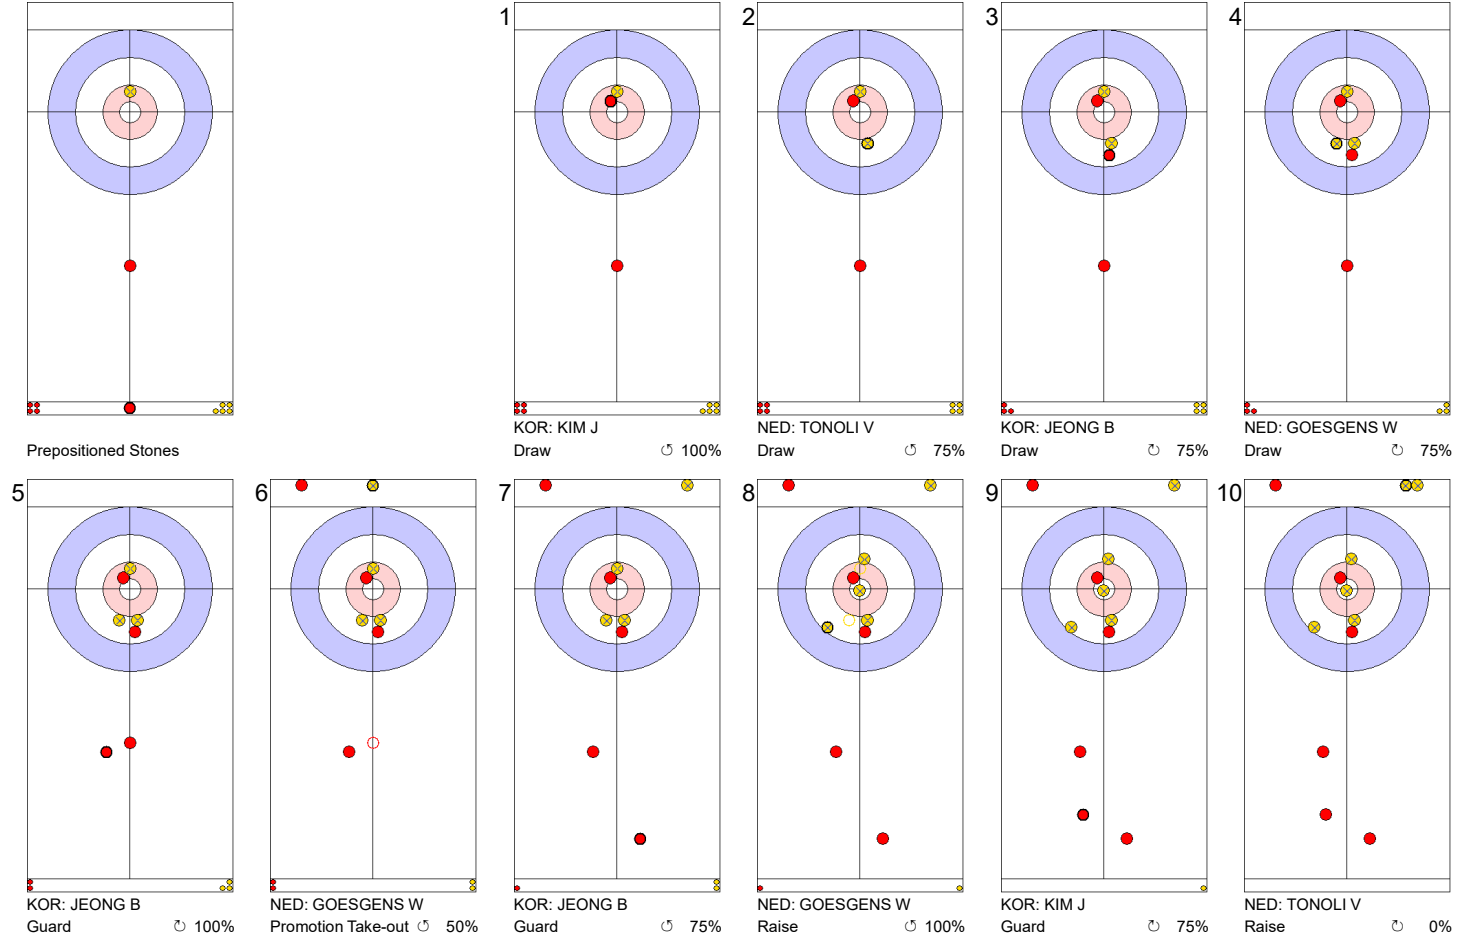 1
2
3
4
KOR: KIM J
NED: TONOLI V
KOR: JEONG B
NED: GOESGENS W
Prepositioned Stones
Draw 100%
Draw 75%
Draw 75%
Draw 75%
5
6
7
8
9
10
KOR: JEONG B
NED: GOESGENS W
KOR: JEONG B
NED: GOESGENS W
KOR: KIM J
NED: TONOLI V
Guard 100%
Promotion Take-out 50%
Guard 75%
Raise 100%
Guard 75%
Raise 0%